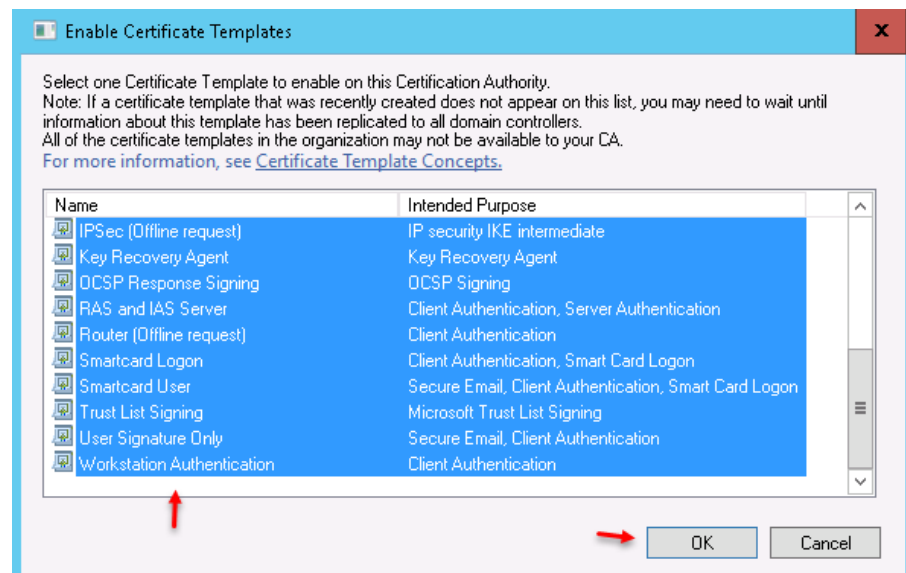 Enable Certificate Templates
x
Select one Certificate Template to enable on this Certification Authority.
Note: If a certificate template that was recently created does not appear on this list, you may need to wait until
information about this template has been replicated to all domain controllers.
All of the certificate templates in the organization may not be available to your CA.
For more information, see Certificate Template Concepts.
Name Intended Purpose
IPSec (Offline request) IP security IKE intermediate
Key Recovery Agent Key Recovery Agent
OCSP Response Signing OCSP Signing
RAS and IAS Server Client Authentication, Server Authentication
Router (Offline request) Client Authentication
Smartcard Logon Client Authentication, Smart Card Logon
Smartcard User Secure Email, Client Authentication, Smart Card Logon
Trust List Signing Microsoft Trust List Signing
User Signature Only Secure Email, Client Authentication
Workstation Authentication Client Authentication
OK Cancel